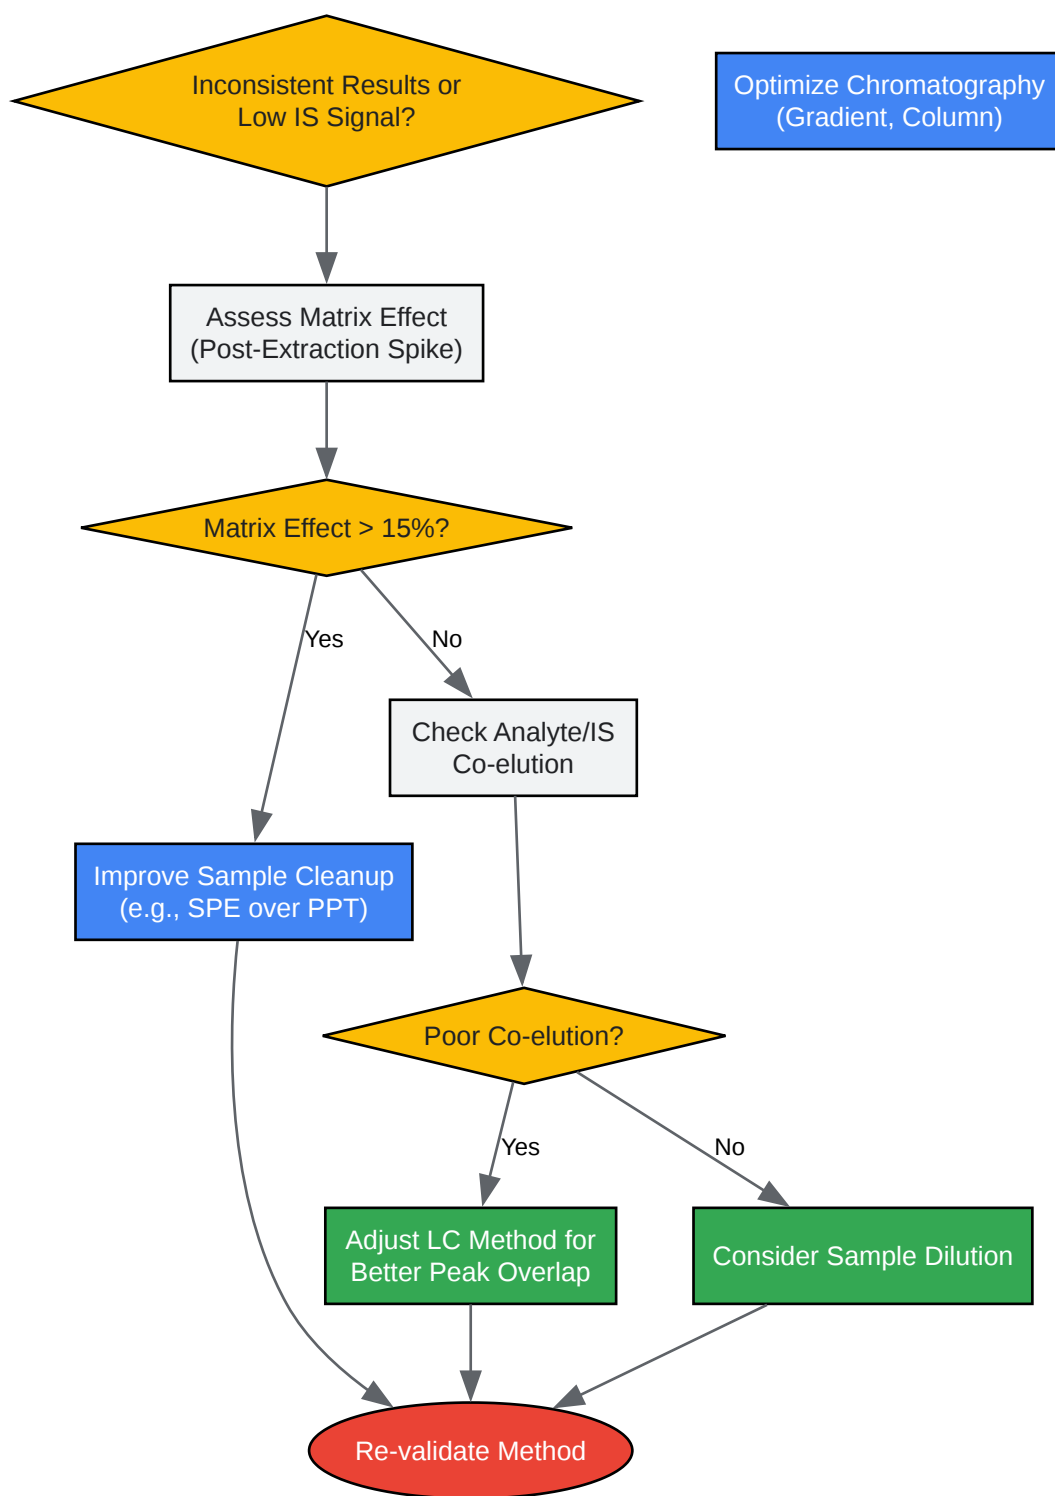 Inconsistent Results or
Low IS Signal?
Optimize Chromatography
(Gradient, Column)
Assess Matrix Effect
(Post-Extraction Spike)
Matrix Effect > 15%?
Yes
No
Check Analyte/IS
Co-elution
Improve Sample Cleanup
(e.g., SPE over PPT)
Poor Co-elution?
Yes
No
Adjust LC Method for
Better Peak Overlap
Consider Sample Dilution
Re-validate Method